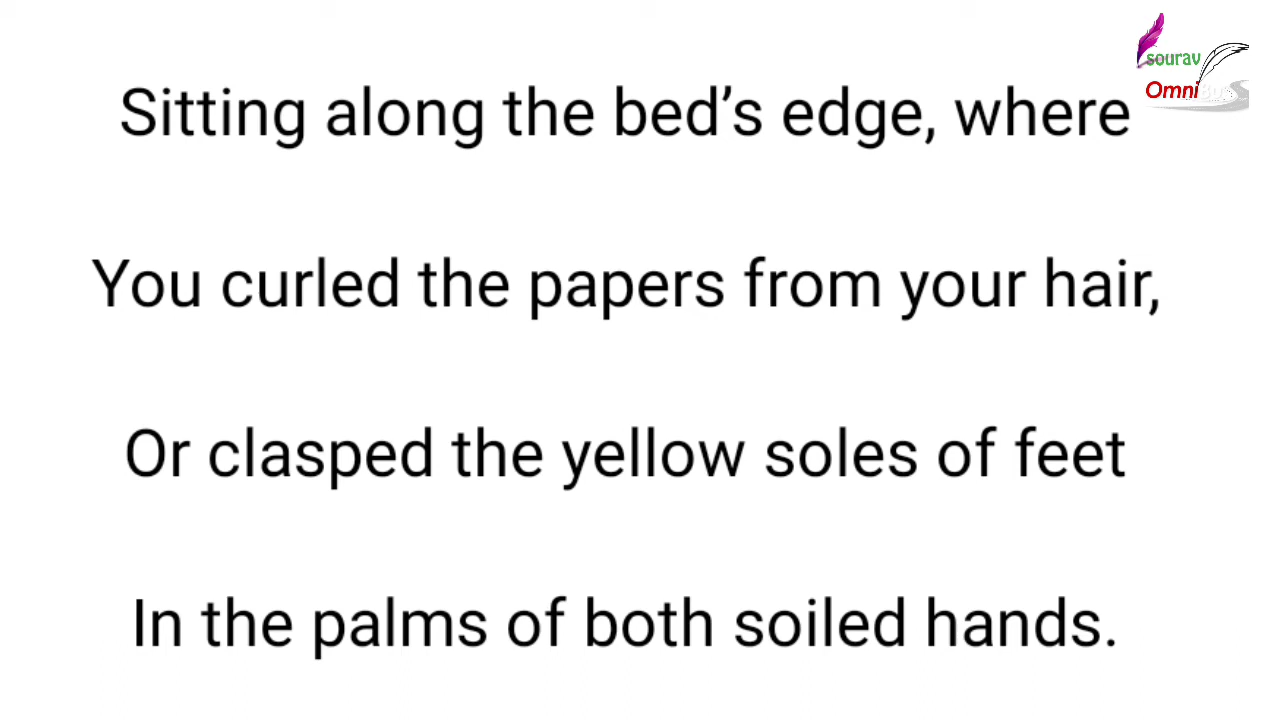 sourav
Omni
Sitting along the bed’s edge, where
You curled the papers from your hair,
Or clasped the yellow soles of feet
In the palms of both soiled hands.